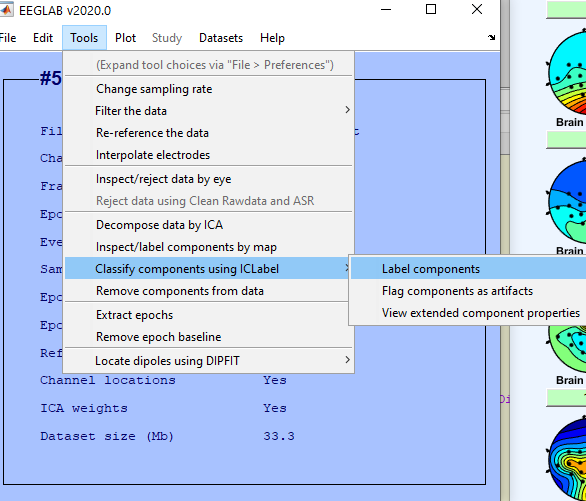 EEGLAB v2020.0
File Edit Tools Plot Study Datasets Help
(Expand tool choices via "File > Preferences")
#5
Change sampling rate
Filter the data
Re-reference the data
Interpolate electrodes
Inspect/reject data by eye
Reject data using Clean Rawdata and ASR
Decompose data by ICA
Inspect/label components by map
Classify components using ICLabel
Label components
Remove components from data
Flag components as artifacts
View extended component properties
Extract epochs
Remove epoch baseline
Locate dipoles using DIPFIT
Fil
Cha
Fra
Epo
Eve
Sam
Epo
Epo
Ref
Channel locations Yes
ICA weights Yes
Dataset size (Mb) 33.3
Brain
Brain
Brain